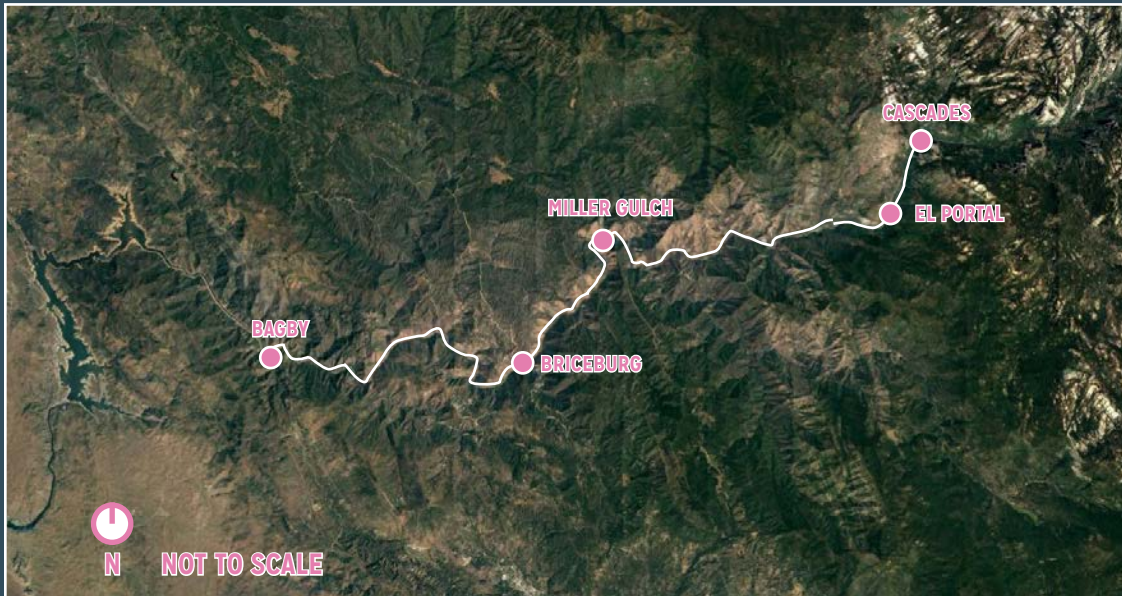 CASCADES
MILLER GULCH
EL PORTAL
BAGBY
BRICEBURG
N NOT TO SCALE